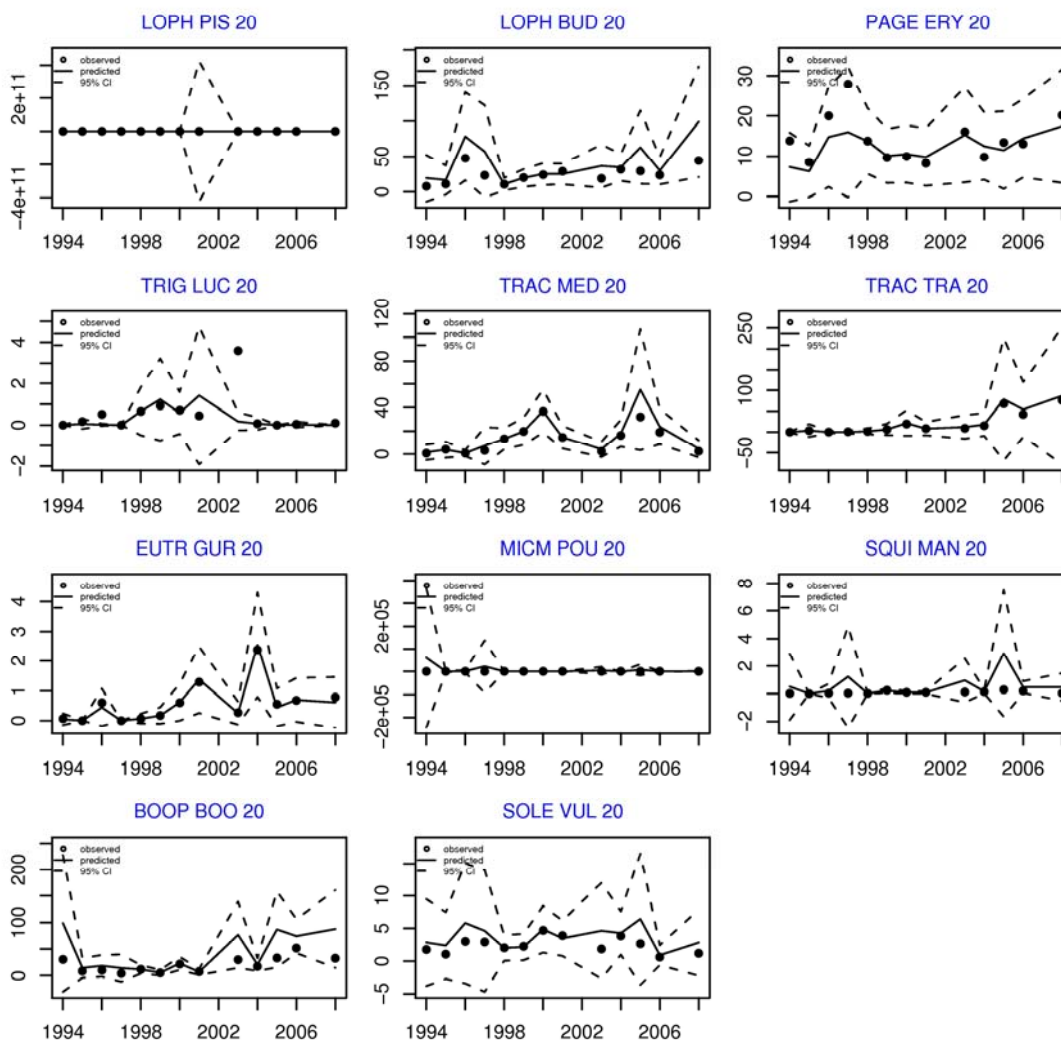 LOPH PIS 20
LOPH BUD 20
PAGE ERY 20
observed
predicted
95% CI
2e+11
−4e+11
1994 1998 2002 2006
observed
predicted
95% CI
150
50
0
1994 1998 2002 2006
observed
predicted
95% CI
30
20
10
0
1994 1998 2002 2006
TRIG LUC 20
TRAC MED 20
TRAC TRA 20
observed
predicted
95% CI
4
2
0
−2
1994 1998 2002 2006
observed
predicted
95% CI
120
80
40
0
1994 1998 2002 2006
observed
predicted
95% CI
250
100
−50
1994 1998 2002 2006
EUTR GUR 20
MICM POU 20
SQUI MAN 20
observed
predicted
95% CI
4
3
2
1
0
1994 1998 2002 2006
observed
predicted
95% CI
2e+05
−2e+05
1994 1998 2002 2006
observed
predicted
95% CI
8
6
4
2
−2
1994 1998 2002 2006
BOOP BOO 20
SOLE VUL 20
observed
predicted
95% CI
200
100
0
1994 1998 2002 2006
observed
predicted
95% CI
15
10
5
−5
1994 1998 2002 2006